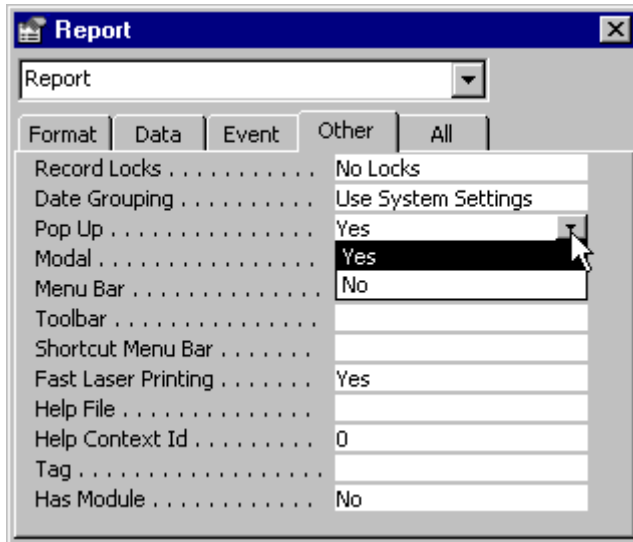 Report
Report
Format Data Event Other All
Record Locks . . . . . . . . . . . No Locks
Date Grouping . . . . . . . . . . Use System Settings
Pop Up . . . . . . . . . . . . . . . Yes
Modal . . . . . . . . . . . . . . . . Yes
Menu Bar . . . . . . . . . . . . . No
Toolbar . . . . . . . . . . . . . . .
Shortcut Menu Bar . . . . . . .
Fast Laser Printing . . . . . . . Yes
Help File . . . . . . . . . . . . . .
Help Context Id . . . . . . . . . 0
Tag . . . . . . . . . . . . . . . . . .
Has Module . . . . . . . . . . . . No